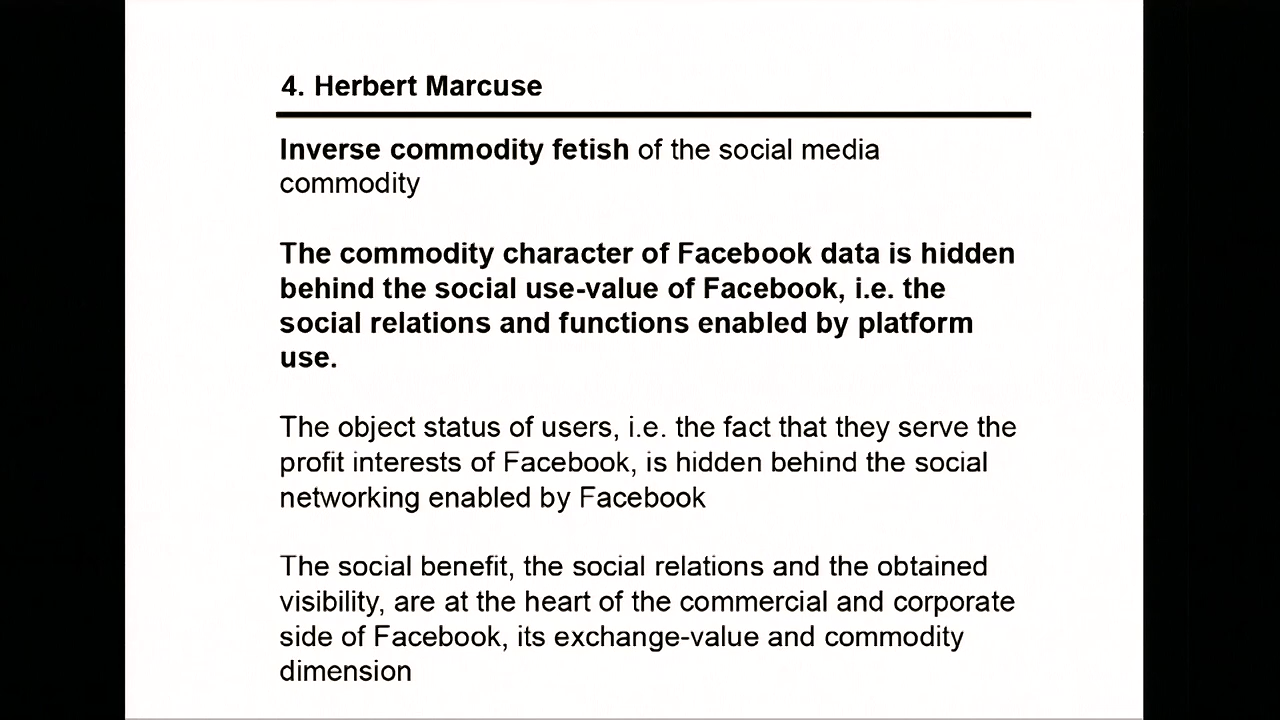 4. Herbert Marcuse
Inverse commodity fetish of the social media
commodity
The commodity character of Facebook data is hidden
behind the social use-value of Facebook, i.e. the
social relations and functions enabled by platform
use.
The object status of users, i.e. the fact that they serve the
profit interests of Facebook, is hidden behind the social
networking enabled by Facebook
The social benefit, the social relations and the obtained
visibility, are at the heart of the commercial and corporate
side of Facebook, its exchange-value and commodity
dimension